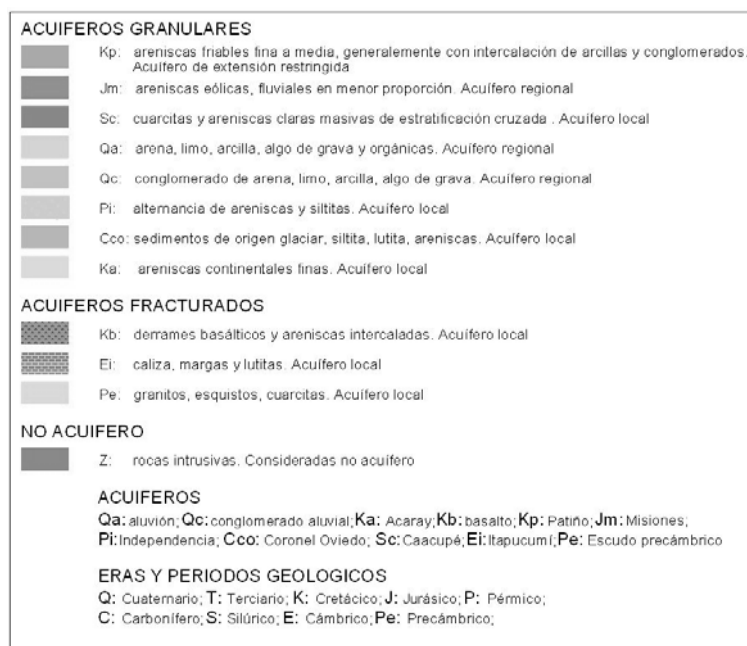 ACUIFEROS GRANULARES
Kp: areniscas friables fina a media, generalemente con intercalación de arcillas y conglomerados.
Acuífero de extensión restringida
Jm: areniscas eólicas, fluviales en menor proporción. Acuífero regional
Sc: cuarcitas y areniscas claras masivas de estratificación cruzada . Acuífero local
Qa: arena, limo, arcilla, algo de grava y orgánicas. Acuífero regional
Qc: conglomerado de arena, limo, arcilla, algo de grava. Acuífero regional
Pi: alternancia de areniscas y siltitas. Acuífero local
Cco: sedimentos de origen glaciar, siltita, lutita, areniscas. Acuífero local
Ka: areniscas continentales finas. Acuífero local
ACUIFEROS FRACTURADOS
Kb: derrames basálticos y areniscas intercaladas. Acuífero local
Ei: caliza, margas y lutitas. Acuífero local
Pe: granitos, esquistos, cuarcitas. Acuífero local
NO ACUIFERO
Z: rocas intrusivas. Consideradas no acuífero
ACUIFEROS
Qa: aluvión; Qc: conglomerado aluvial; Ka: Acaray; Kb: basalto; Kp: Patiño; Jm: Misiones;
Pi: Independencia; Cco: Coronel Oviedo; Sc: Caacupé; Ei: Itapucumí; Pe: Escudo precámbrico
ERAS Y PERIODOS GEOLOGICOS
Q: Cuaternario; T: Terciario; K: Cretácico; J: Jurásico; P: Pérmico;
C: Carbonífero; S: Silúrico; E: Cámbrico; Pe: Precámbrico;